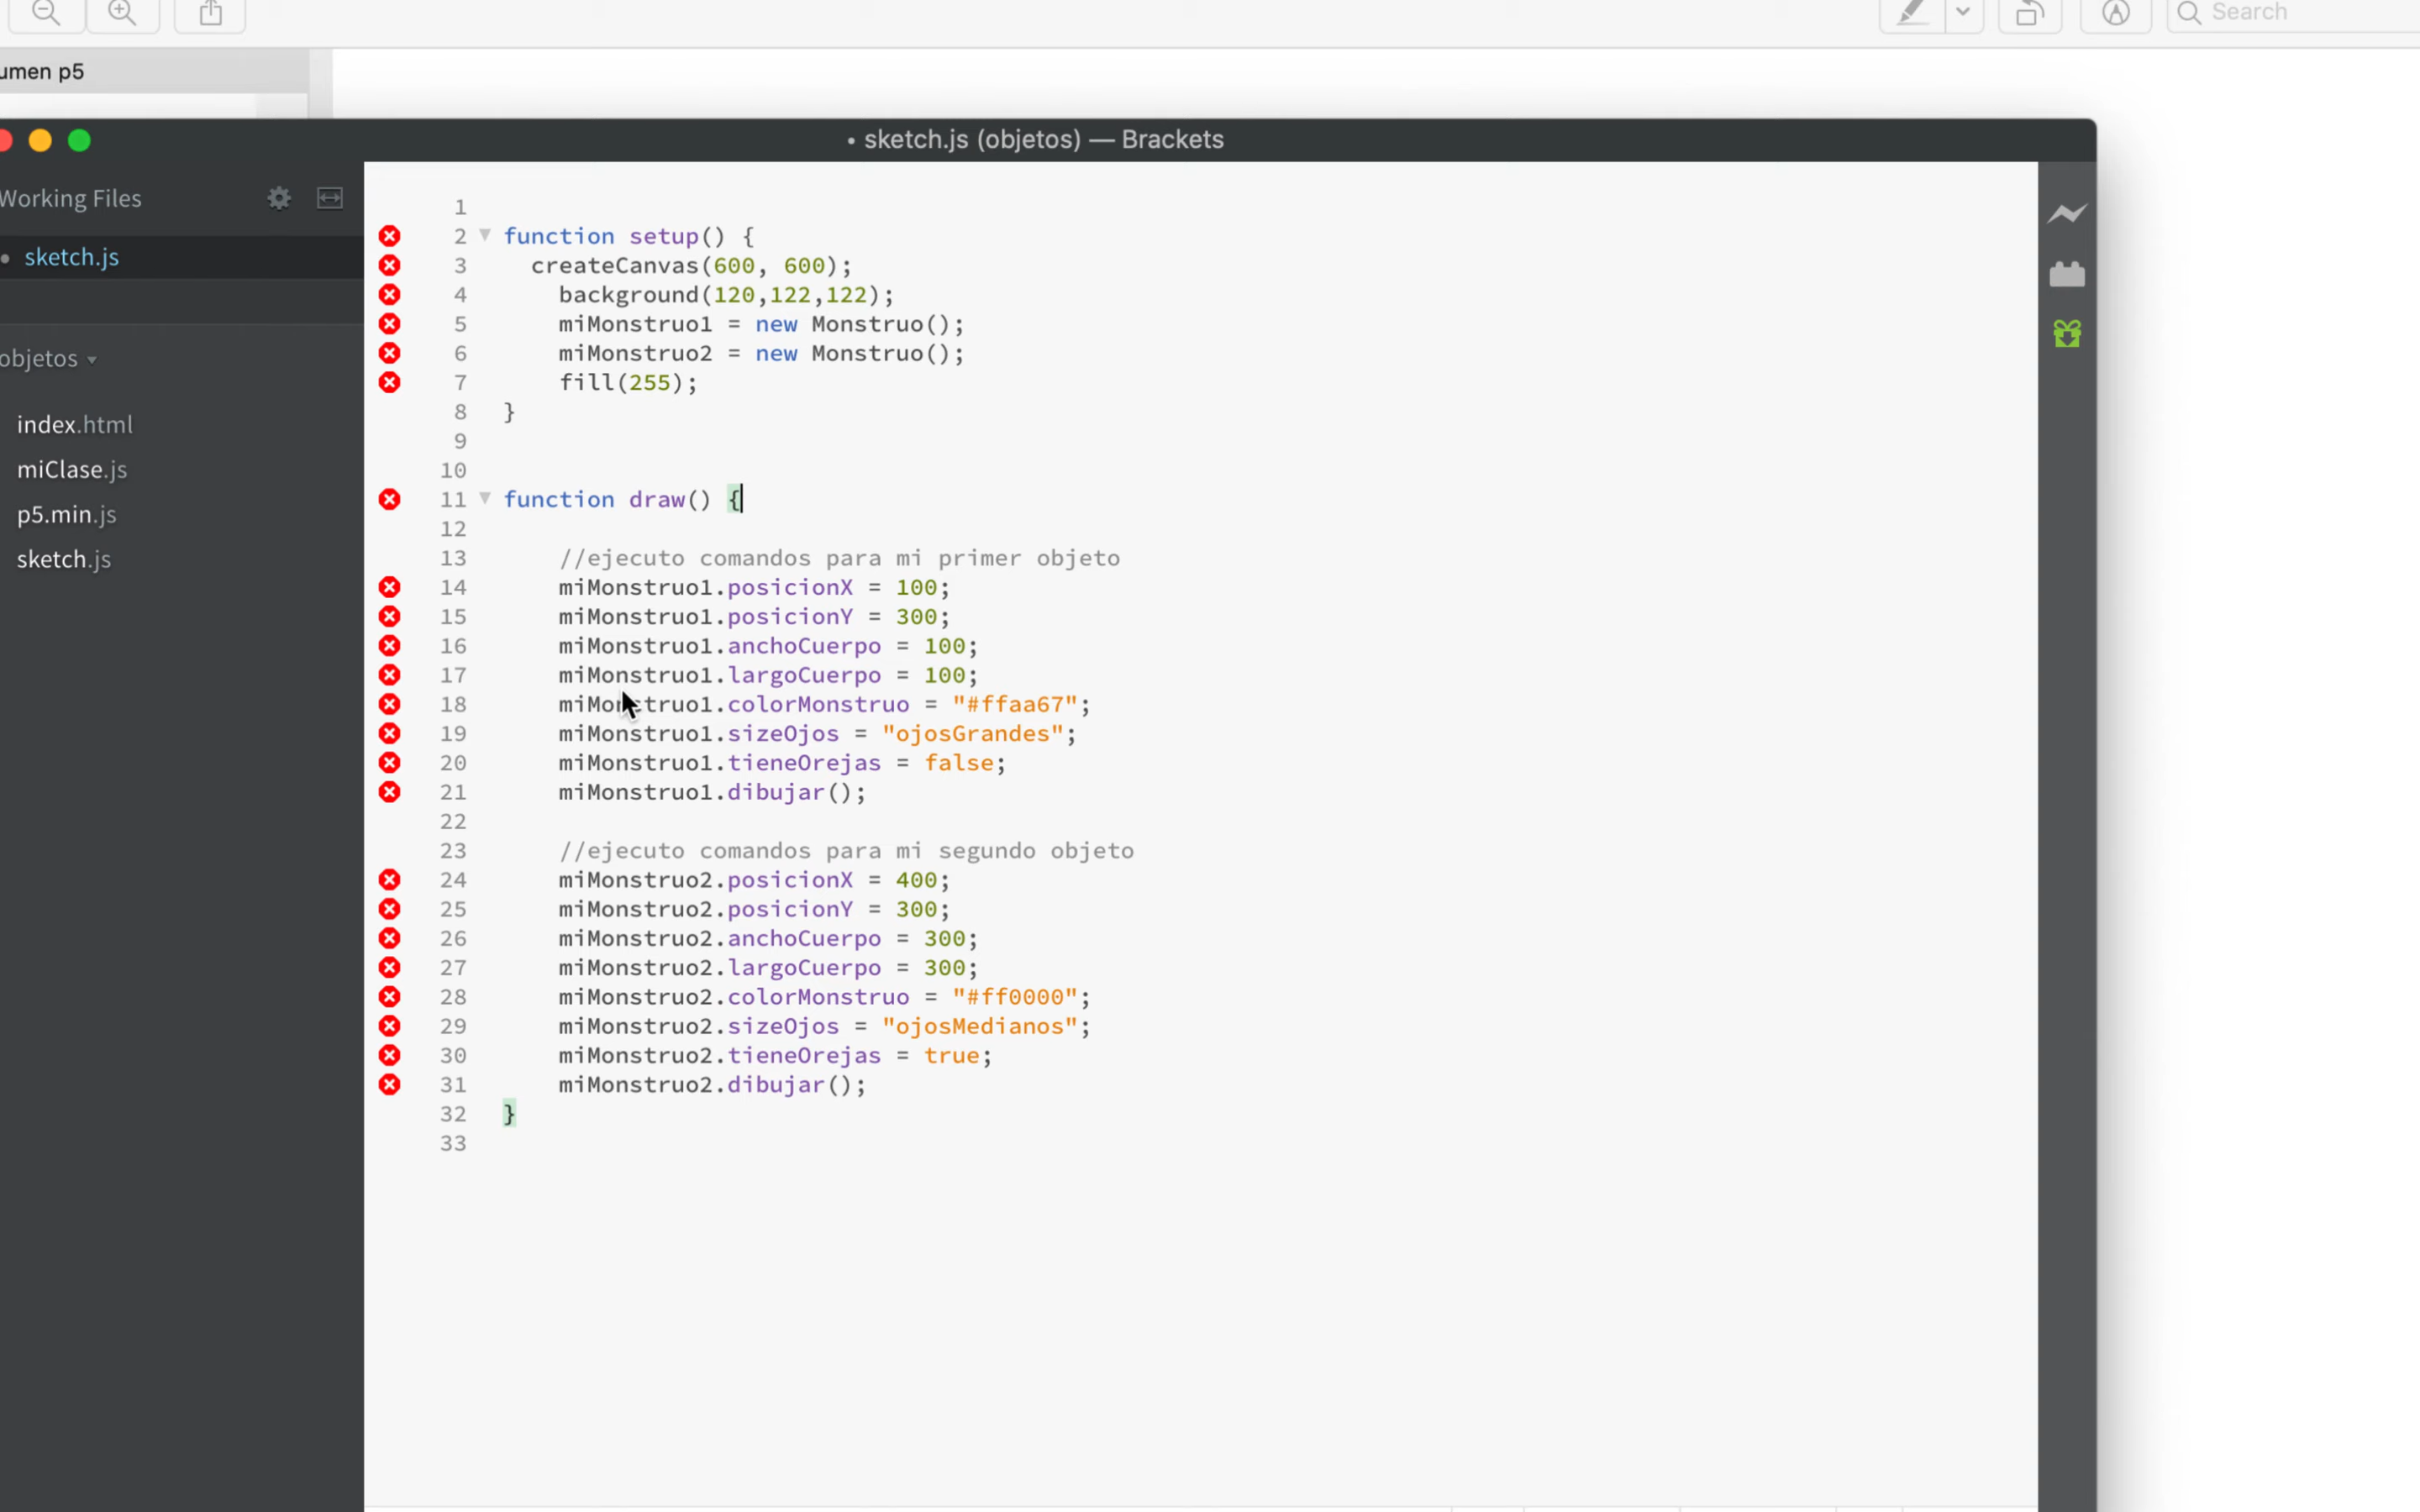 Search
umen p5
• sketch.js (objetos) — Brackets
Working Files
sketch.js
objetos
index.html
miClase.js
p5.min.js
sketch.js
1
2 function setup() {
3 createCanvas(600, 600);
4 background(120,122,122);
5 miMonstruo1 = new Monstruo();
6 miMonstruo2 = new Monstruo();
7 fill(255);
8 }
9
10
11 function draw() {
12
13 //ejecuto comandos para mi primer objeto
14 miMonstruo1.posicionX = 100;
15 miMonstruo1.posicionY = 300;
16 miMonstruo1.anchoCuerpo = 100;
17 miMonstruo1.largoCuerpo = 100;
18 miMonstruo1.colorMonstruo = "#ffaa67";
19 miMonstruo1.sizeOjos = "ojosGrandes";
20 miMonstruo1.tieneOrejas = false;
21 miMonstruo1.dibujar();
22
23 //ejecuto comandos para mi segundo objeto
24 miMonstruo2.posicionX = 400;
25 miMonstruo2.posicionY = 300;
26 miMonstruo2.anchoCuerpo = 300;
27 miMonstruo2.largoCuerpo = 300;
28 miMonstruo2.colorMonstruo = "#ff0000";
29 miMonstruo2.sizeOjos = "ojosMedianos";
30 miMonstruo2.tieneOrejas = true;
31 miMonstruo2.dibujar();
32 }
33